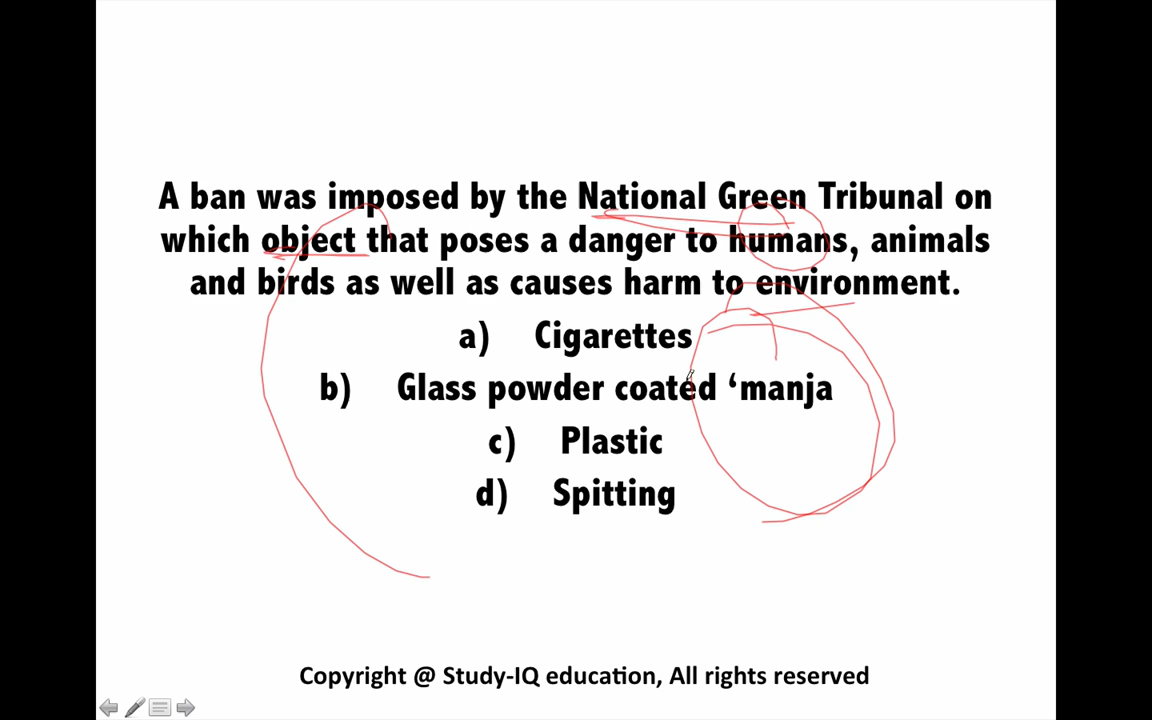 A ban was imposed by the National Green Tribunal on
which object that poses a danger to humans, animals
and birds as well as causes harm to environment.
a) Cigarettes
b) Glass powder coated ‘manja
c) Plastic
d) Spitting
Copyright @ Study-IQ education, All rights reserved